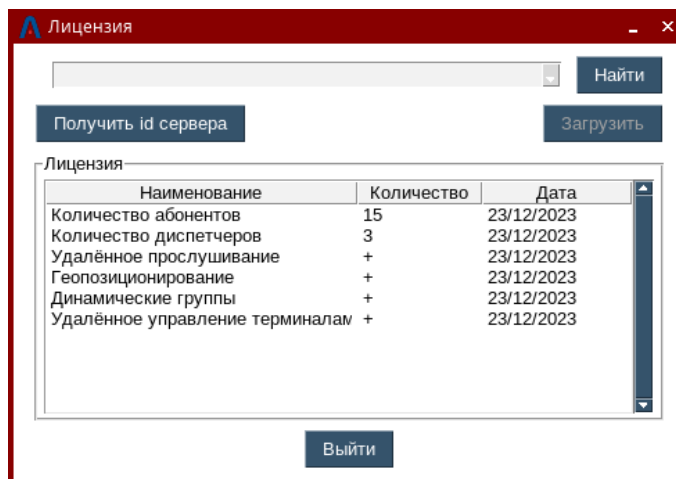 Лицензия
Найти
Получить id сервера
Загрузить
Лицензия
Наименование Количество Дата
Количество абонентов 15 23/12/2023
Количество диспетчеров 3 23/12/2023
Удалённое прослушивание + 23/12/2023
Геопозиционирование + 23/12/2023
Динамические группы + 23/12/2023
Удалённое управление терминалам + 23/12/2023
Выйти